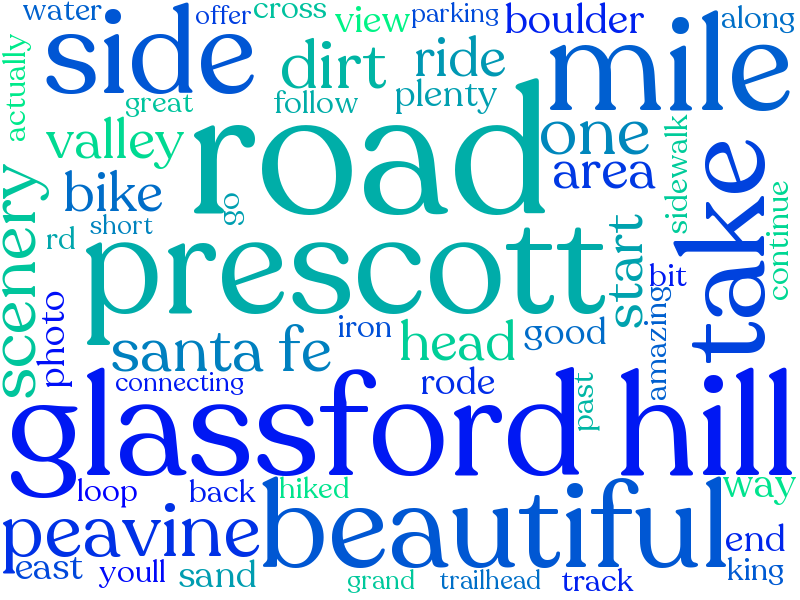 water
offer
cross
view
parking
boulder
along
actually
side
great
dirt
follow
ride
plenty
mile
valley
road
one
area
sidewalk
take
scenery
bike
short
rd
go
prescott
start
continue
photo
santa fe
iron
head
good
bit
amazing
connecting
rode
past
glassford hill
loop
back
hiked
way
peavine
beautiful
east
youll
sand
grand
trailhead
track
end
king